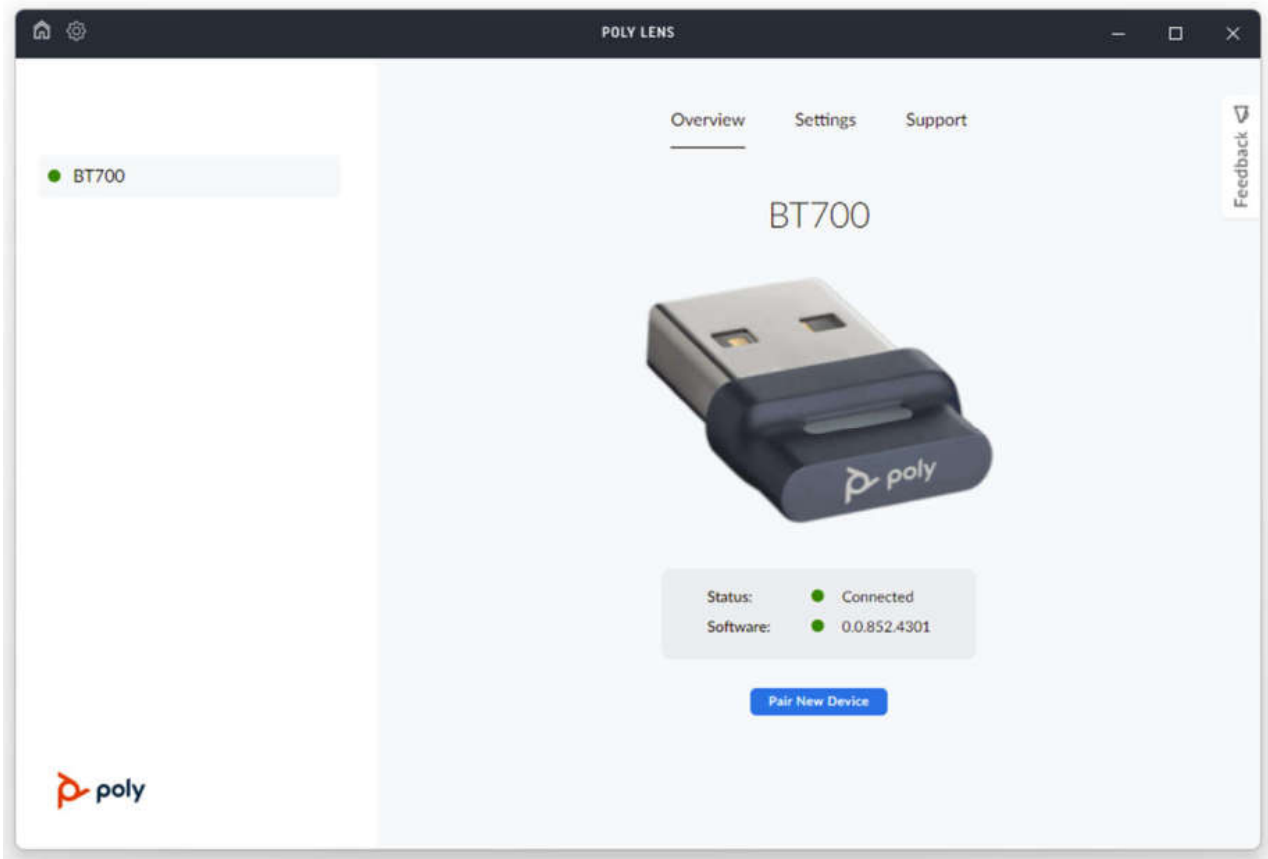 POLY LENS
BT700
Overview Settings Support
Feedback
BT700
poly
Status: Connected
Software: 0.0.852.4301
Pair New Device
poly